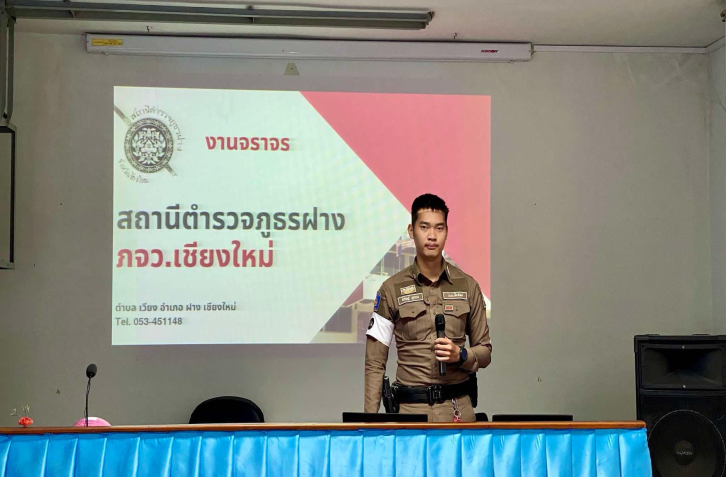 งานจราจร
สถานีตำรวจภูธรฝาง
ภจว.เชียงใหม่
ตำบล เวียง อำเภอ ฝาง เชียงใหม่
Tel. 053-451148